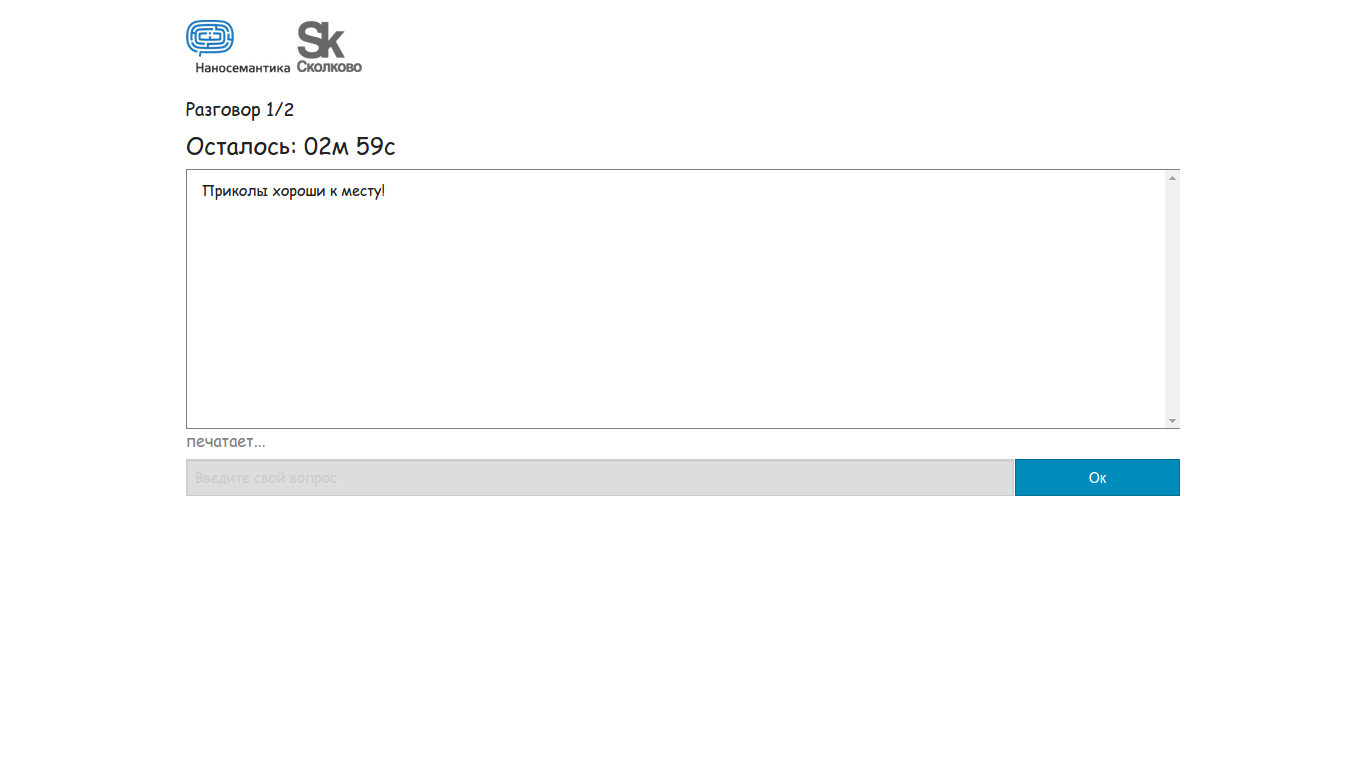 Sk
Наносемантика Сколково
Разговор 1/2
Осталось: 02м 59с
Приколы хороши к месту!
печатает...
Введите свой вопрос Ок